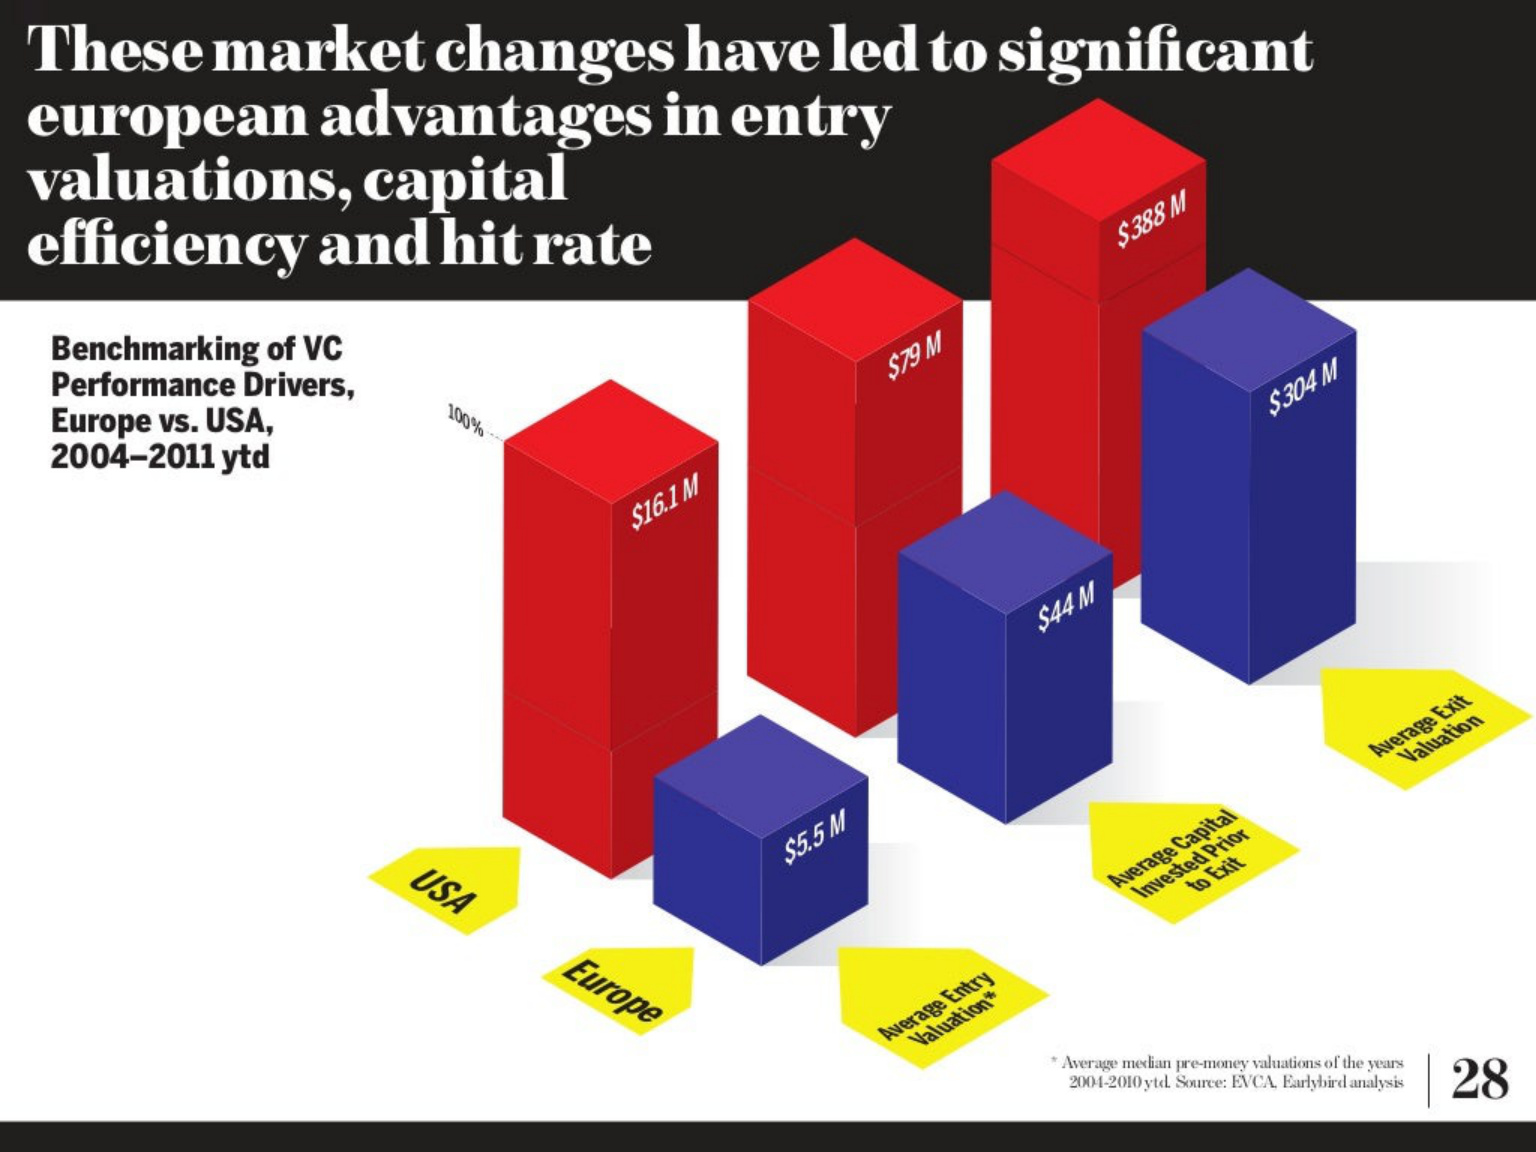 These market changes have led to significant
european advantages in entry
valuations, capital
efficiency and hit rate
Benchmarking of VC
Performance Drivers,
Europe vs. USA,
2004–2011 ytd
100%
$16.1 M
$79 M
$388 M
$5.5 M
$44 M
$304 M
USA
Europe
Average Entry
Valuation*
Average Capital
Invested Prior
to Exit
Average Exit
Valuation
* Average median pre-money valuations of the years
2004-2010 ytd. Source: EVCA, Earlybird analysis
28